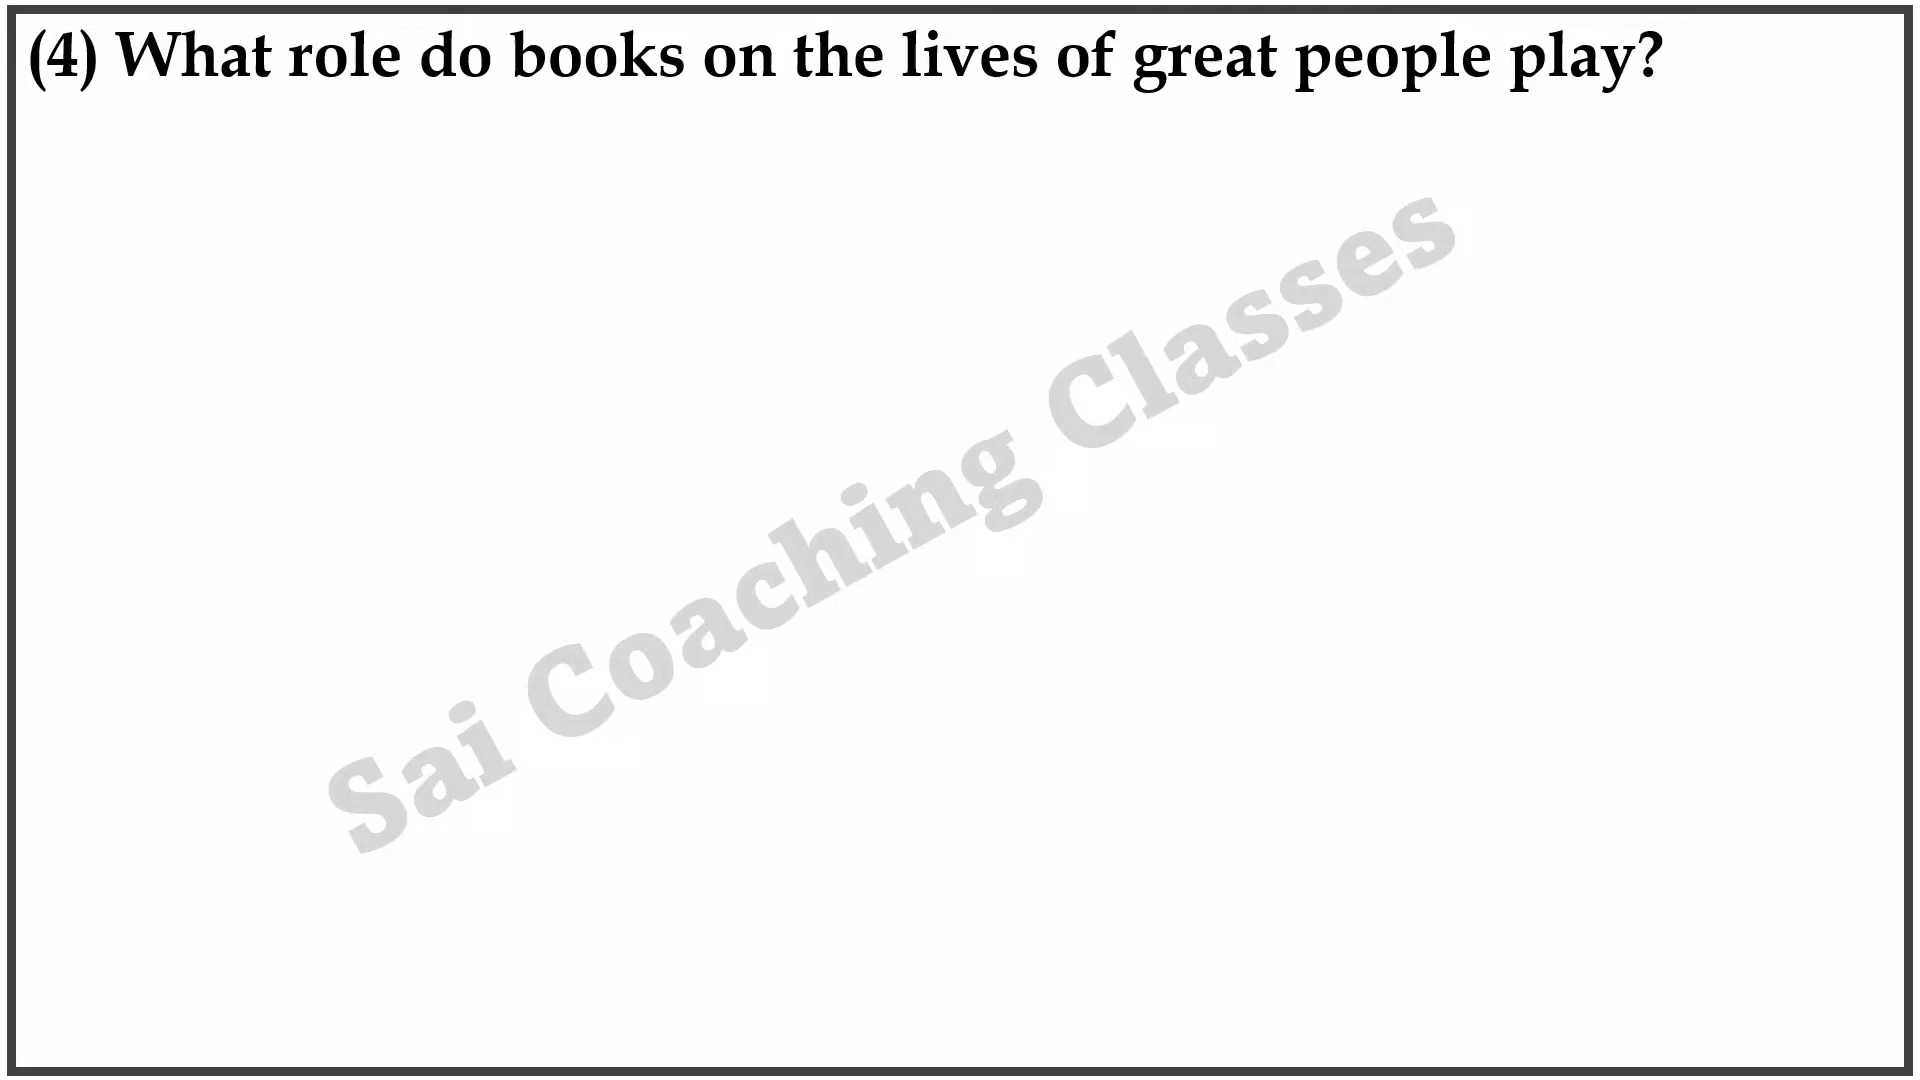 (4) What role do books on the lives of great people play?
Sai Coaching Classes